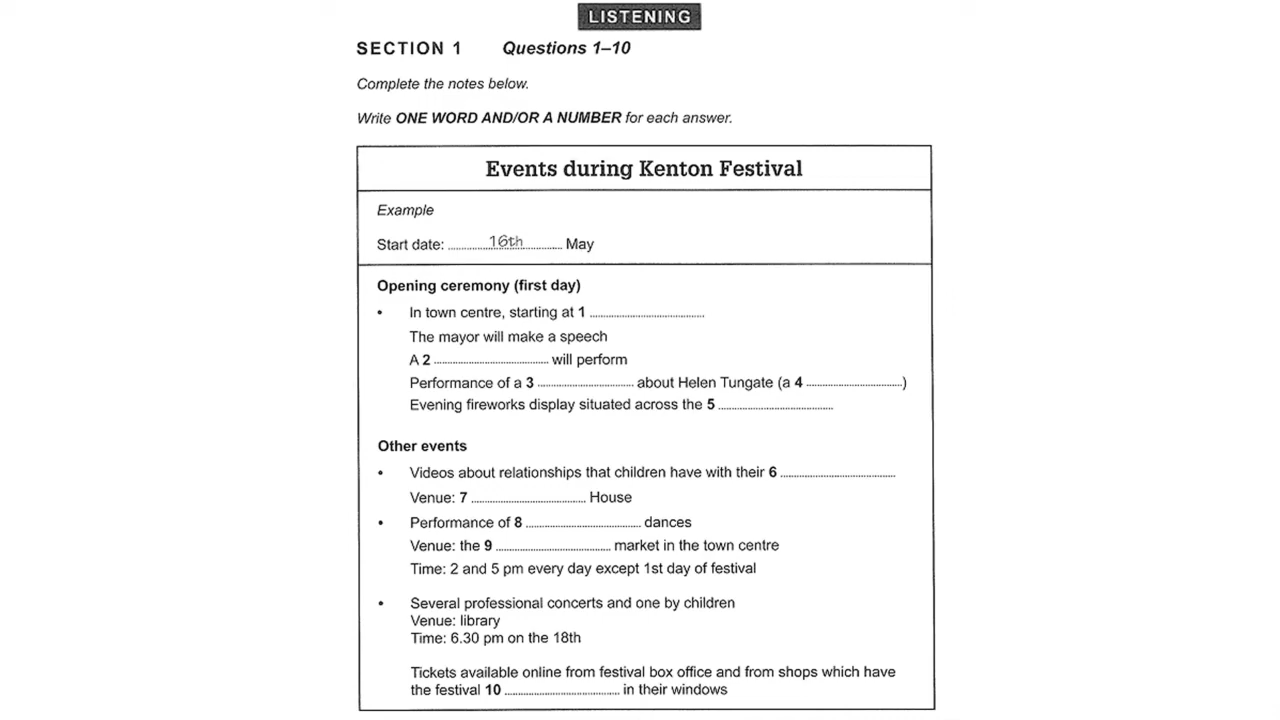 LISTENING
SECTION 1 Questions 1–10
Complete the notes below.
Write ONE WORD AND/OR A NUMBER for each answer.
Events during Kenton Festival
Example
Start date: 16th May
Opening ceremony (first day)
• In town centre, starting at 1 ....................
The mayor will make a speech
A 2 .................... will perform
Performance of a 3 .................... about Helen Tungate (a 4 ....................)
Evening fireworks display situated across the 5 ....................
Other events
• Videos about relationships that children have with their 6 ....................
Venue: 7 .................... House
• Performance of 8 .................... dances
Venue: the 9 .................... market in the town centre
Time: 2 and 5 pm every day except 1st day of festival
• Several professional concerts and one by children
Venue: library
Time: 6.30 pm on the 18th
Tickets available online from festival box office and from shops which have
the festival 10 .................... in their windows